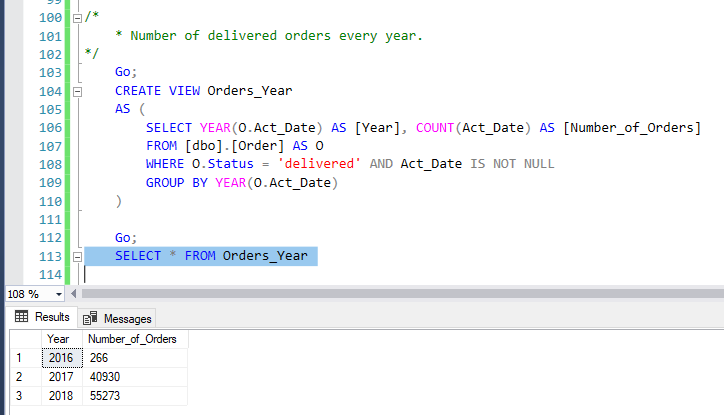 99
100 /*
101 * Number of delivered orders every year.
102 */
103 Go;
104 CREATE VIEW Orders_Year
105 AS (
106 SELECT YEAR(O.Act_Date) AS [Year], COUNT(Act_Date) AS [Number_of_Orders]
107 FROM [dbo].[Order] AS O
108 WHERE O.Status = 'delivered' AND Act_Date IS NOT NULL
109 GROUP BY YEAR(O.Act_Date)
110 )
111
112 Go;
113 SELECT * FROM Orders_Year
114
108 %
Results Messages
Year Number_of_Orders
1 2016 266
2 2017 40930
3 2018 55273